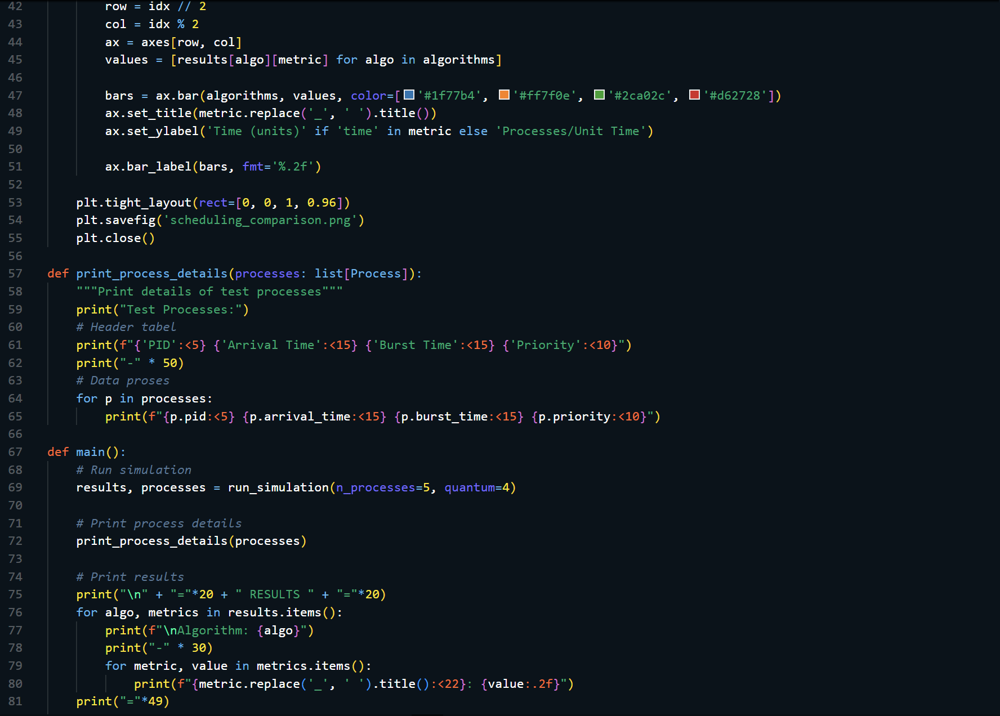 42 row = idx // 2
43 col = idx % 2
44 ax = axes[row, col]
45 values = [results[algo][metric] for algo in algorithms]
46
47 bars = ax.bar(algorithms, values, color=['#1f77b4', '#ff7f0e', '#2ca02c', '#d62728'])
48 ax.set_title(metric.replace('_', ' ').title())
49 ax.set_ylabel('Time (units)' if 'time' in metric else 'Processes/Unit Time')
50
51 ax.bar_label(bars, fmt='%.2f')
52
53 plt.tight_layout(rect=[0, 0, 1, 0.96])
54 plt.savefig('scheduling_comparison.png')
55 plt.close()
56
57 def print_process_details(processes: list[Process]):
58 """Print details of test processes"""
59 print("Test Processes:")
60 # Header tabel
61 print(f"{'PID':<5} {'Arrival Time':<15} {'Burst Time':<15} {'Priority':<10}")
62 print("-" * 50)
63 # Data proses
64 for p in processes:
65 print(f"{p.pid:<5} {p.arrival_time:<15} {p.burst_time:<15} {p.priority:<10}")
66
67 def main():
68 # Run simulation
69 results, processes = run_simulation(n_processes=5, quantum=4)
70
71 # Print process details
72 print_process_details(processes)
73
74 # Print results
75 print("\n" + "="*20 + " RESULTS " + "="*20)
76 for algo, metrics in results.items():
77 print(f"\nAlgorithm: {algo}")
78 print("-" * 30)
79 for metric, value in metrics.items():
80 print(f"{metric.replace('_', ' ').title():<22}: {value:.2f}")
81 print("="*49)